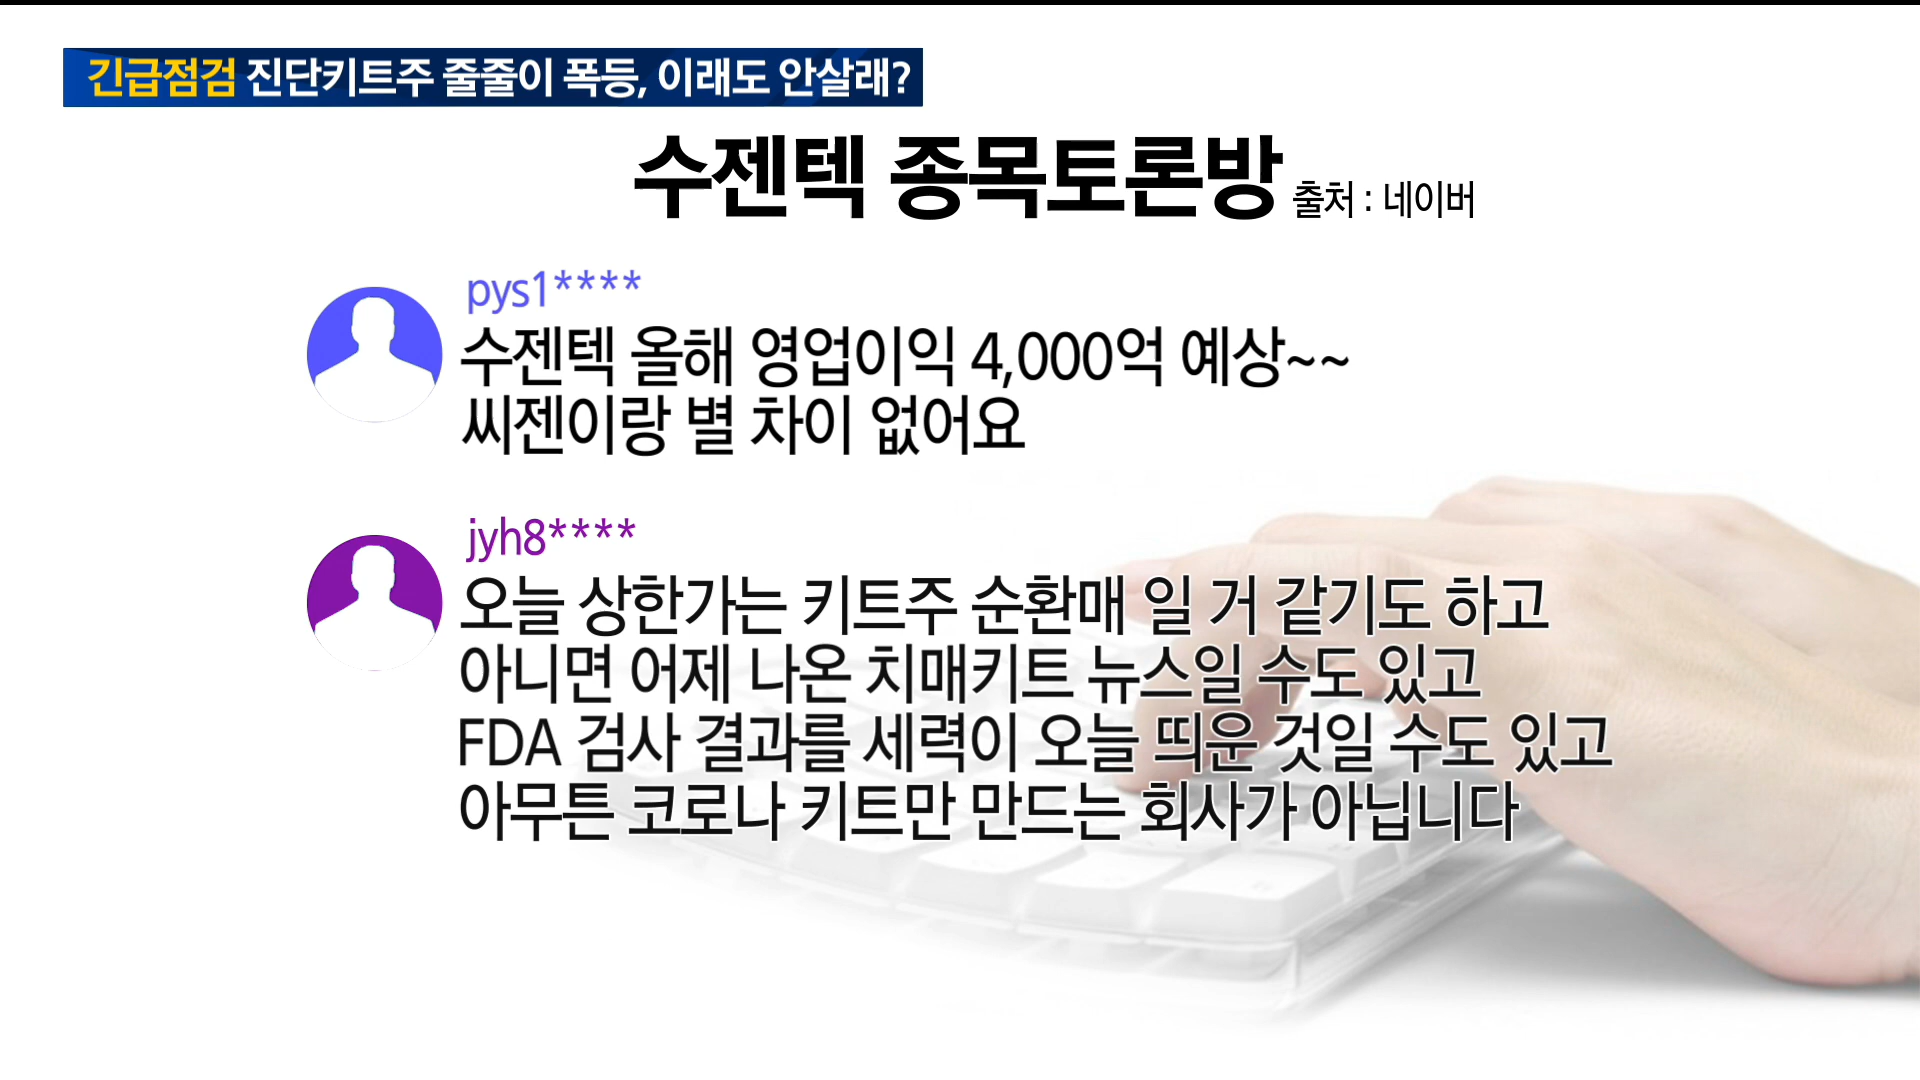 긴급점검 진단키트주 줄줄이 폭등, 이래도 안살래?
수젠텍 종목토론방 출처 : 네이버
pys1****
수젠텍 올해 영업이익 4,000억 예상~~
씨젠이랑 별 차이 없어요
jyh8****
오늘 상한가는 키트주 순환매 일 거 같기도 하고
아니면 어제 나온 치매키트 뉴스일 수도 있고
FDA 검사 결과를 세력이 오늘 띄운 것일 수도 있고
아무튼 코로나 키트만 만드는 회사가 아닙니다